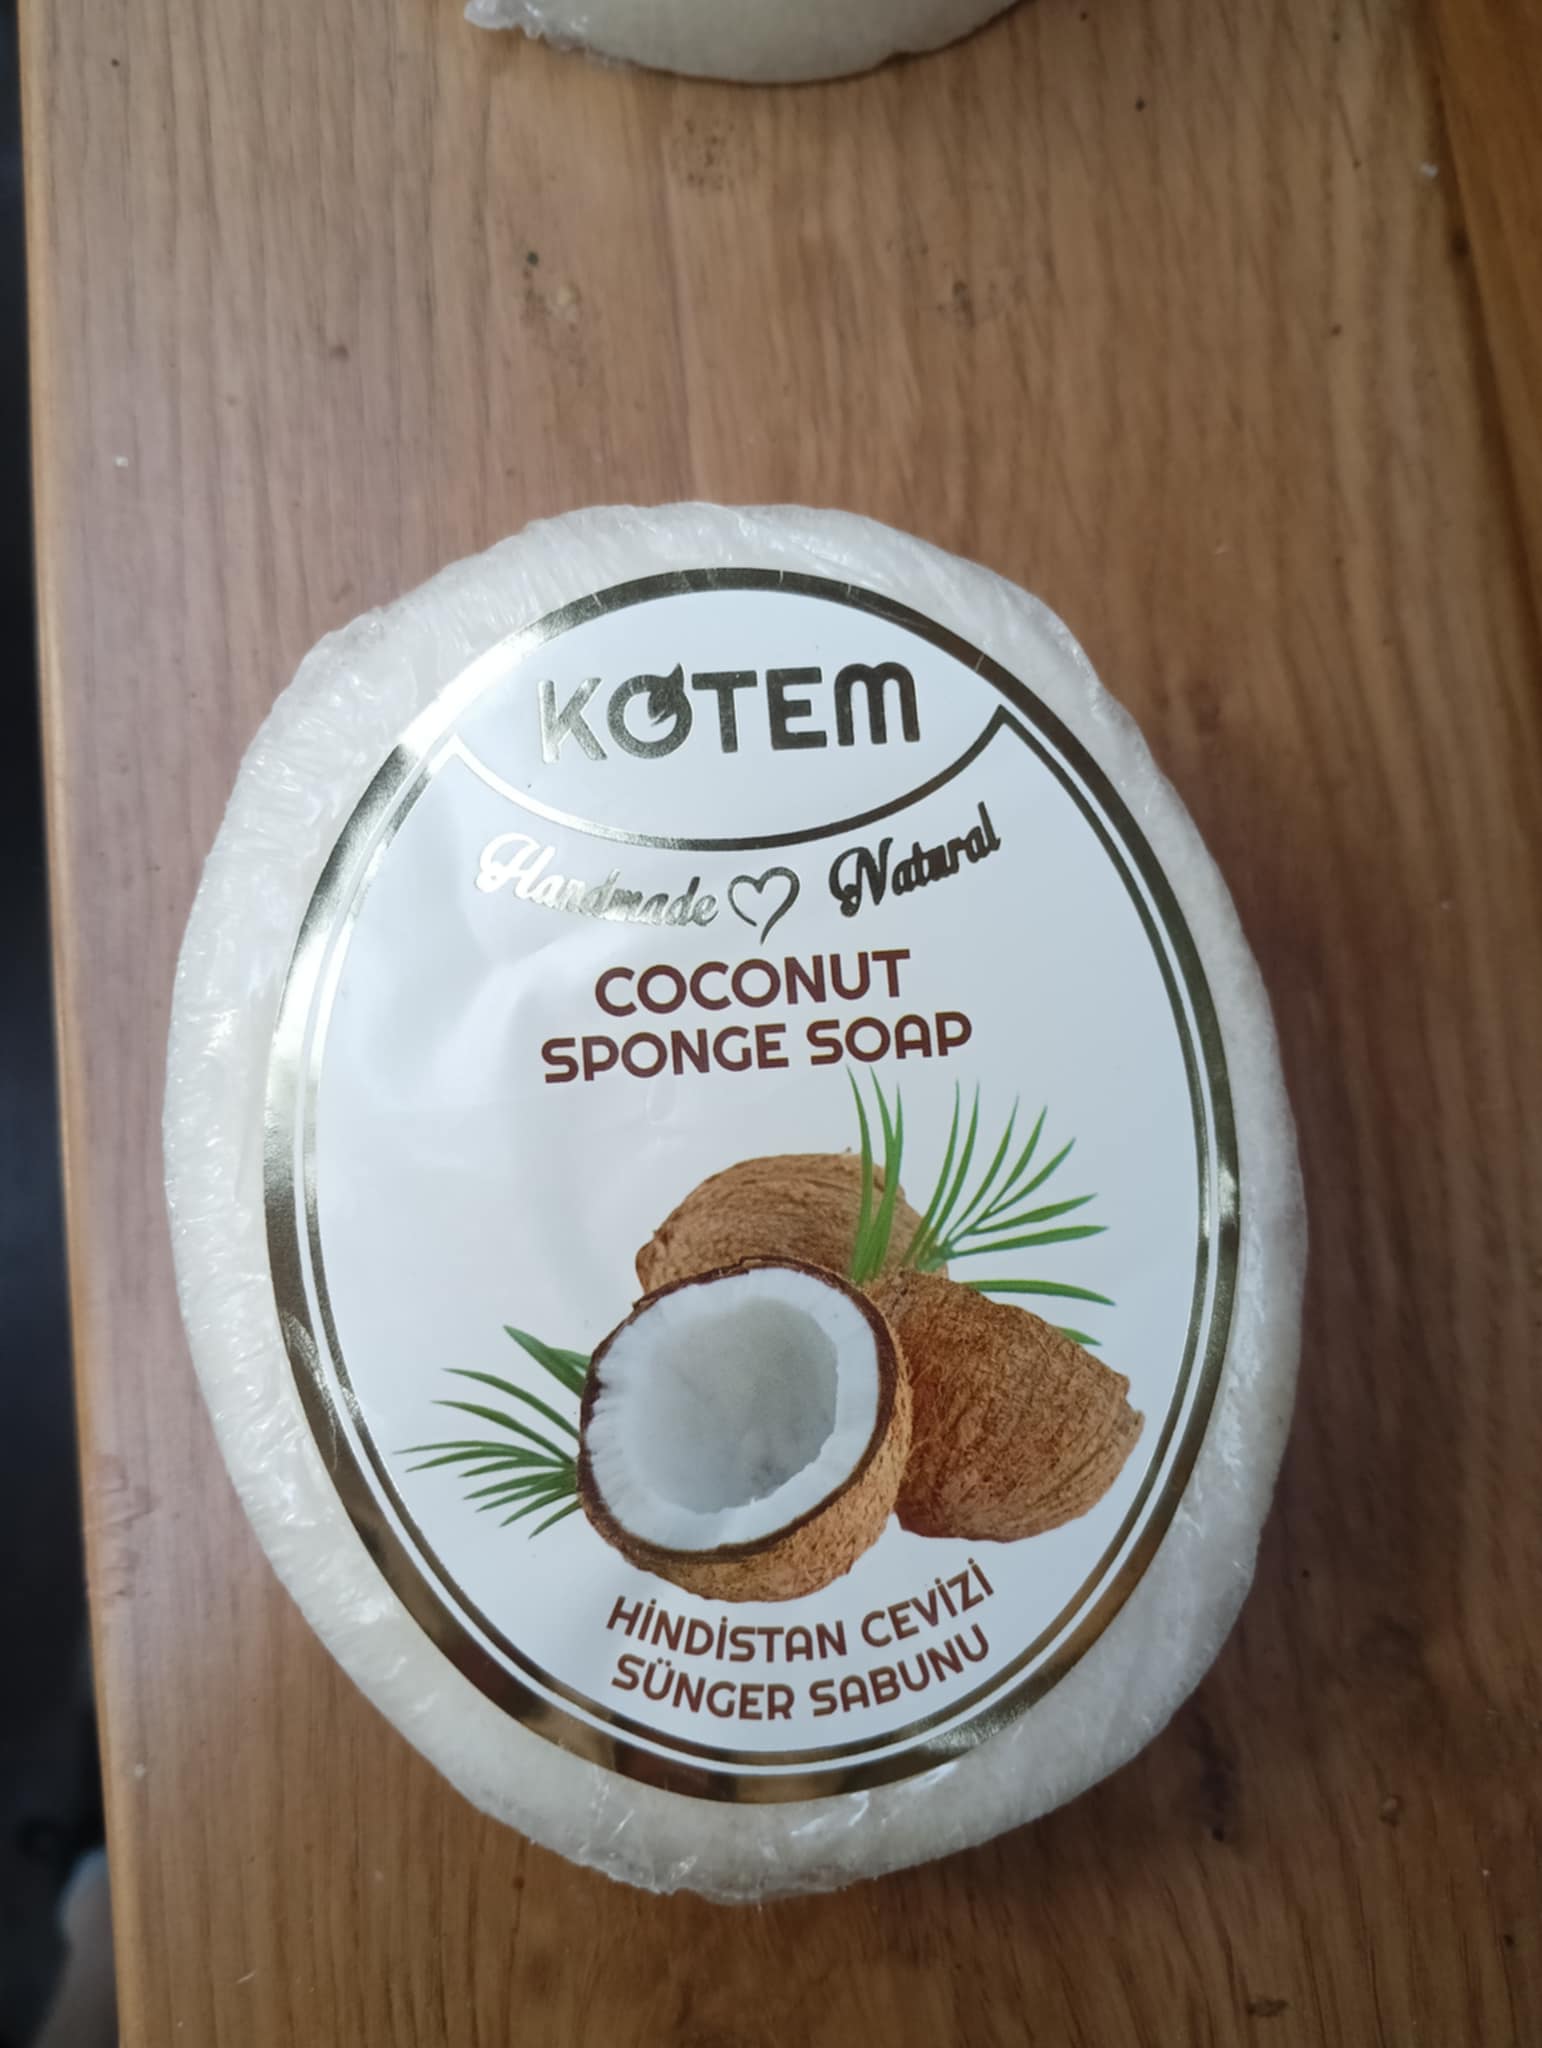 KOTEM
Handmade Natural
COCONUT
SPONGE SOAP
HİNDİSTAN CEVİZİ
SÜNGER SABUNU